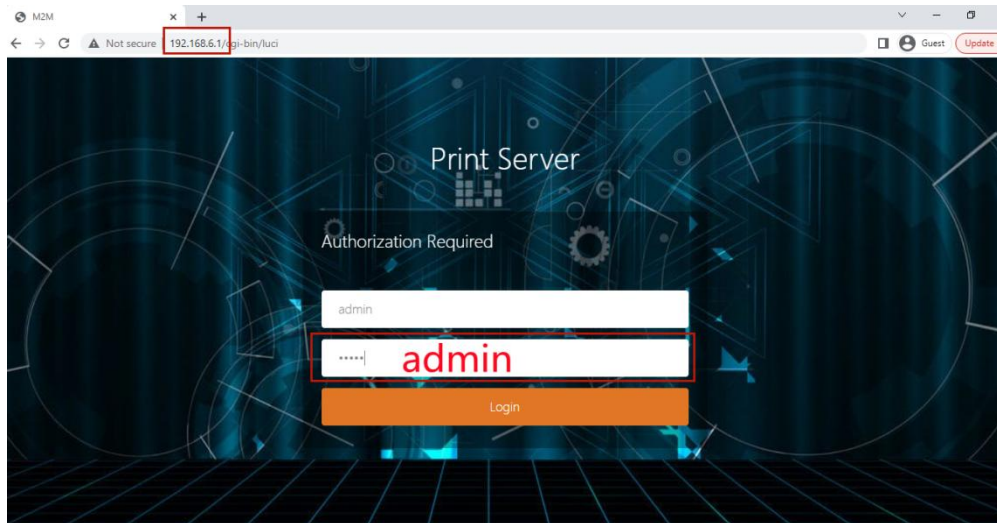 M2M
Not secure 192.168.6.1/cgi-bin/luci Guest Update
Print Server
Authorization Required
admin
••••• admin
Login